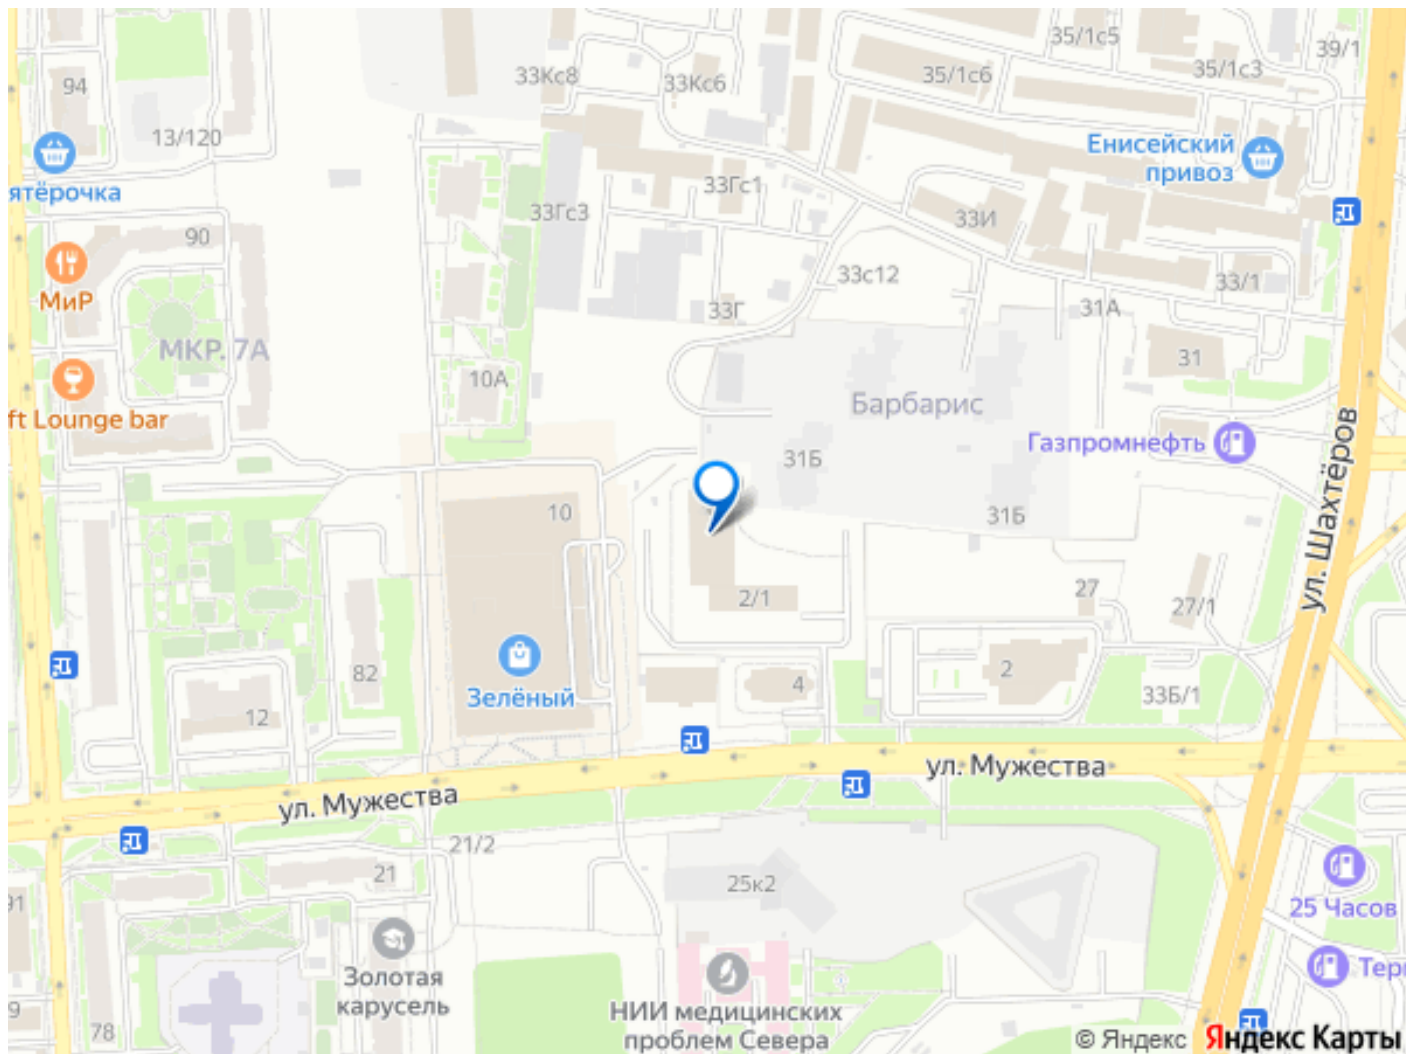 35/1с5
39/1
94
33Кс8
33Кс6
35/1с6
35/1с3
13/120
Енисейский
привоз
ятёрочка
33Гс1
33Гс3
33И
90
33с12
33/1
МиР
33Г
31А
МКР. 7А
31
10А
Барбарис
ft Lounge bar
Газпромнефть
31Б
ул. Шахтёров
10
31Б
27
2/1
27/1
82
2
Зелёный
4
33Б/1
12
ул. Мужества
ул. Мужества
21/2
21
25к2
91
25 Часов
Золотая
карусель
Тер
9
78
НИИ медицинских
проблем Севера
© Яндекс Яндекс Карты